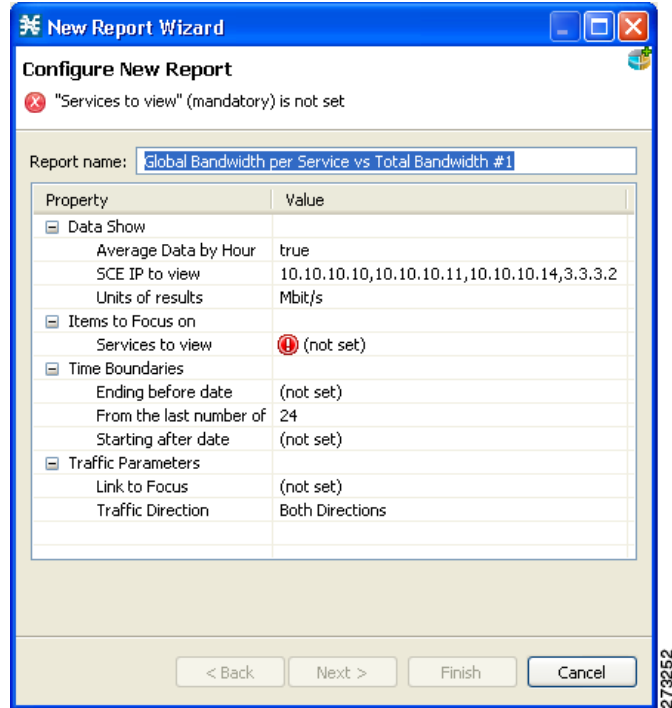 New Report Wizard
Configure New Report
"Services to view" (mandatory) is not set
Report name: Global Bandwidth per Service vs Total Bandwidth #1
Property Value
Data Show
Average Data by Hour true
SCE IP to view 10.10.10.10,10.10.10.11,10.10.10.14,3.3.3.2
Units of results Mbit/s
Items to Focus on
Services to view (not set)
Time Boundaries
Ending before date (not set)
From the last number of 24
Starting after date (not set)
Traffic Parameters
Link to Focus (not set)
Traffic Direction Both Directions
< Back Next > Finish Cancel
273252